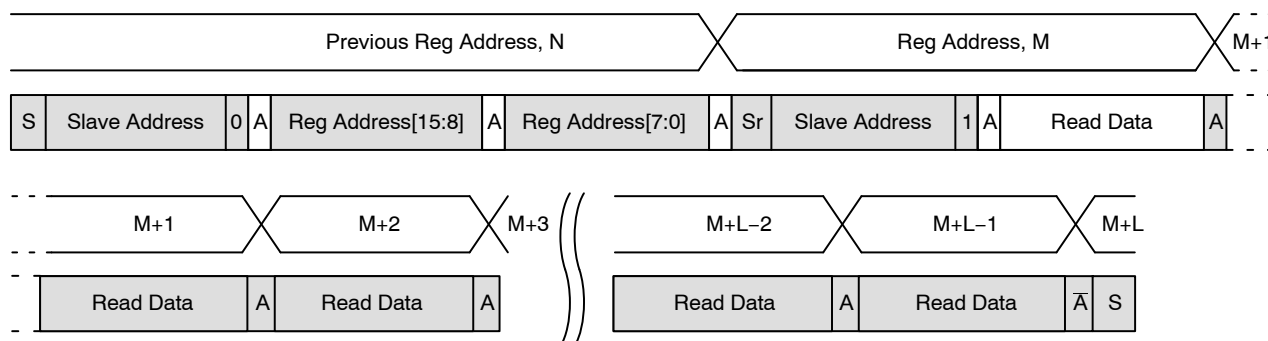 Previous Reg Address, N Reg Address, M M+1
S Slave Address 0 A Reg Address[15:8] A Reg Address[7:0] A Sr Slave Address 1 A Read Data A
M+1 M+2 M+3 M+L−2 M+L−1 M+L
Read Data A Read Data A Read Data A Read Data A̅ S